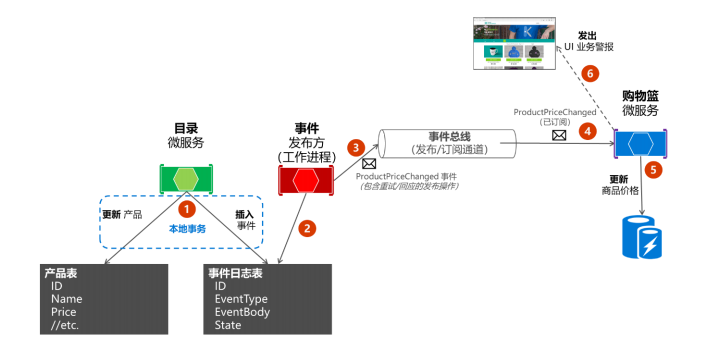 发出
UI 业务警报
6
购物篮
微服务
ProductPriceChanged
(已订阅)
4
目录
微服务
事件
发布方
(工作进程)
3
事件总线
(发布/订阅通道)
ProductPriceChanged 事件
(包含重试/回应的发布操作)
5
更新
商品价格
更新 产品
1
插入
事件
本地事务
2
产品表
ID
Name
Price
//etc.
事件日志表
ID
EventType
EventBody
State